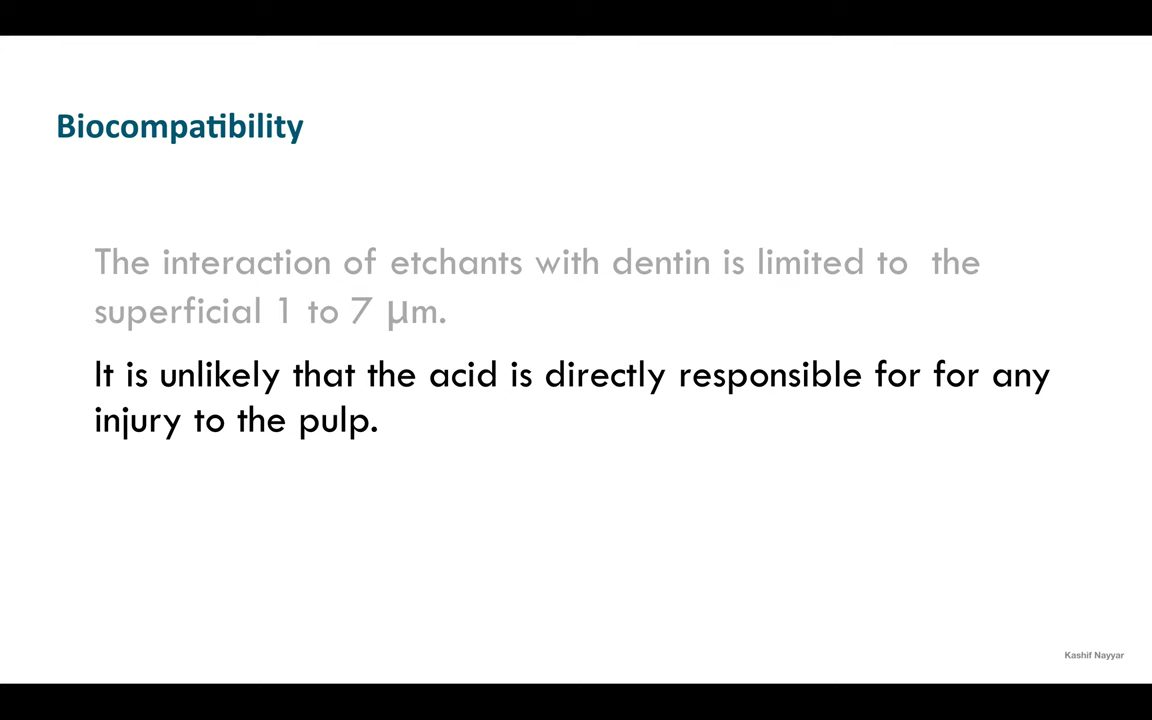 Biocompatibility
The interaction of etchants with dentin is limited to the
superficial 1 to 7 µm.
It is unlikely that the acid is directly responsible for for any
injury to the pulp.
Kashif Nayyar